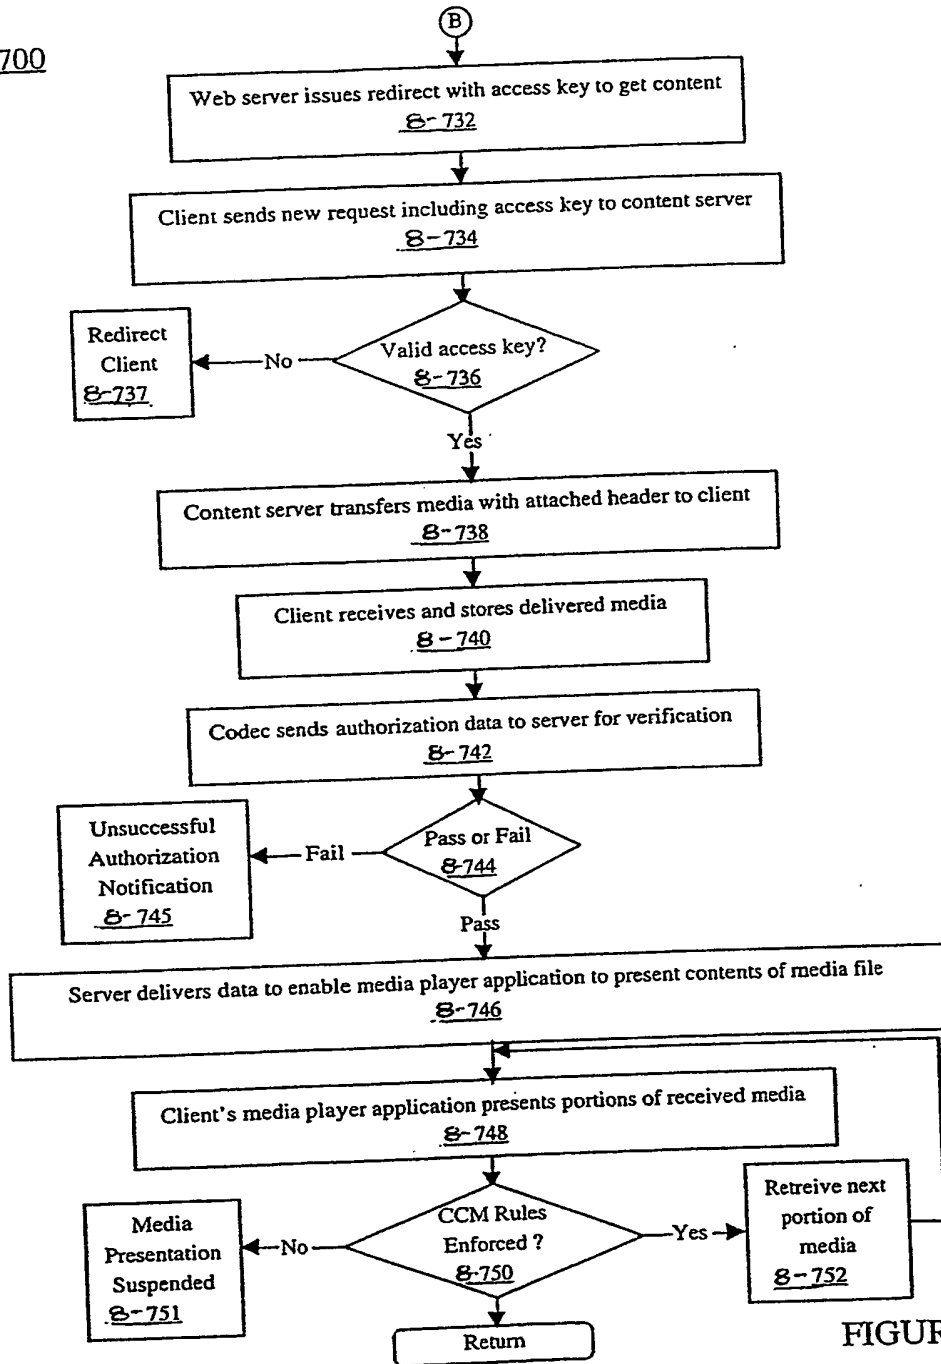 700
B
Web server issues redirect with access key to get content
8-732
Client sends new request including access key to content server
8-734
Redirect
Client
8-737
No
Valid access key?
8-736
Yes
Content server transfers media with attached header to client
8-738
Client receives and stores delivered media
8-740
Codec sends authorization data to server for verification
8-742
Unsuccessful
Authorization
Notification
8-745
Fail
Pass or Fail
8-744
Pass
Server delivers data to enable media player application to present contents of media file
8-746
Client's media player application presents portions of received media
8-748
Media
Presentation
Suspended
8-751
No
CCM Rules
Enforced ?
8-750
Yes
Retreive next
portion of
media
8-752
Return
FIGUR